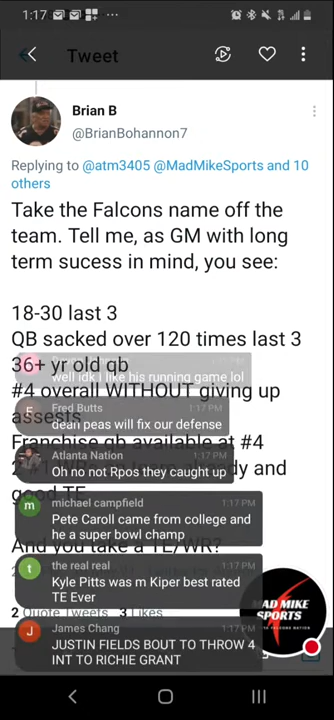 1:17
Tweet
Brian B
@BrianBohannon7
Replying to @atm3405 @MadMikeSports and 10
others
Take the Falcons name off the
team. Tell me, as GM with long
term sucess in mind, you see:
18-30 last 3
QB sacked over 120 times last 3
36+ yr old qb
well idk I like his running game lol
#4 overall WITHOUT giving up
Fred Butts 1:17 PM
assests
dean peas will fix our defense
Franchise qb available at #4
Atlanta Nation 1:17 PM
already and
Oh no not Rpos they caught up
good TE
michael campfield 1:17 PM
Pete Caroll came from college and
he a super bowl champ
And you take a TE/WR?
the real real 1:17 PM
Kyle Pitts was m Kiper best rated
TE Ever
2 Quote Tweets 3 Likes
James Chang 1:17 PM
JUSTIN FIELDS BOUT TO THROW 4
INT TO RICHIE GRANT
MAD MIKE
SPORTS